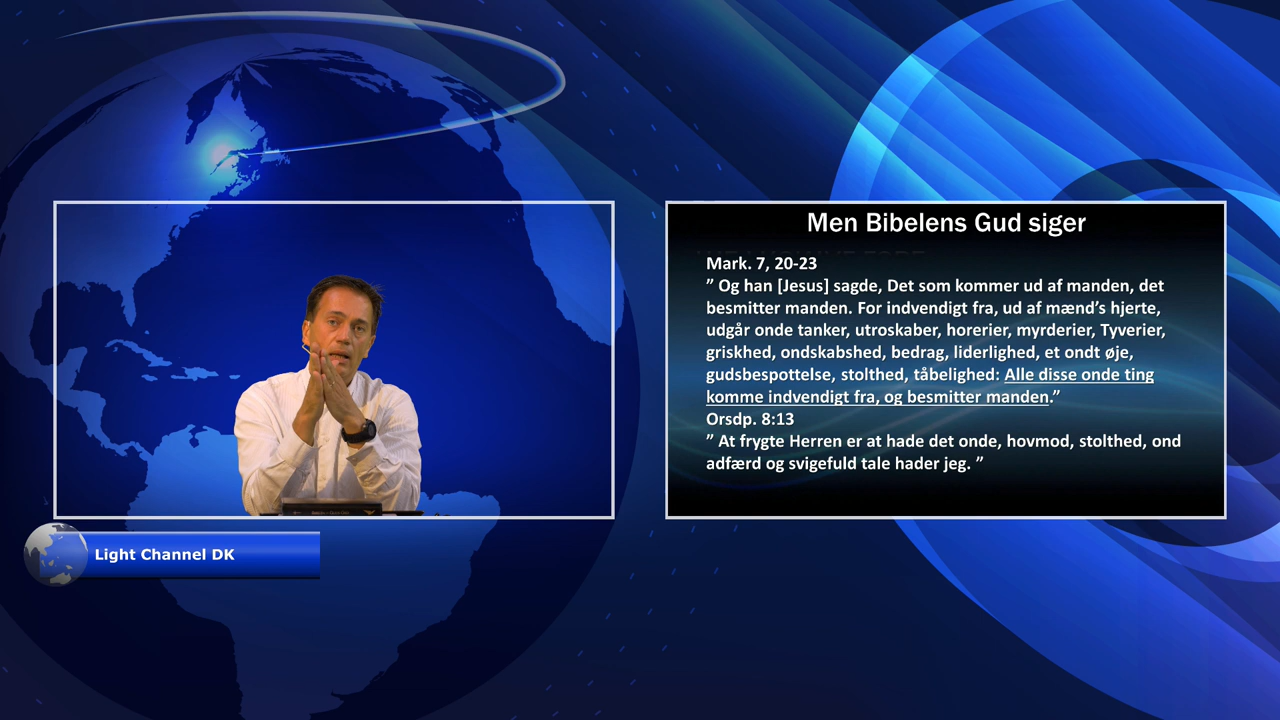 Men Bibelens Gud siger
Mark. 7, 20-23
” Og han [Jesus] sagde, Det som kommer ud af manden, det
besmitter manden. For indvendigt fra, ud af mænd’s hjerte,
udgår onde tanker, utroskaber, horerier, myrderier, Tyverier,
griskhed, ondskabshed, bedrag, liderlighed, et ondt øje,
gudsbespottelse, stolthed, tåbelighed: Alle disse onde ting
komme indvendigt fra, og besmitter manden.”
Orsdp. 8:13
” At frygte Herren er at hade det onde, hovmod, stolthed, ond
adfærd og svigefuld tale hader jeg. ”
Light Channel DK